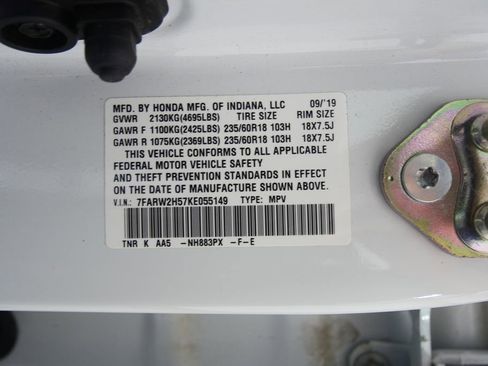 MFD. BY HONDA MFG. OF INDIANA, LLC 09/'19
GVWR 2130KG(4695LBS) TIRE SIZE RIM SIZE
GAWR F 1100KG(2425LBS) 235/60R18 103H 18X7.5J
GAWR R 1075KG(2369LBS) 235/60R18 103H 18X7.5J
THIS VEHICLE CONFORMS TO ALL APPLICABLE
FEDERAL MOTOR VEHICLE SAFETY
AND THEFT PREVENTION STANDARDS IN EFFECT
ON THE DATE OF MANUFACTURE SHOWN ABOVE.
V.I.N.: 7FARW2H57KE055149 TYPE: MPV
TNR K AA5 -NH883PX -F-E